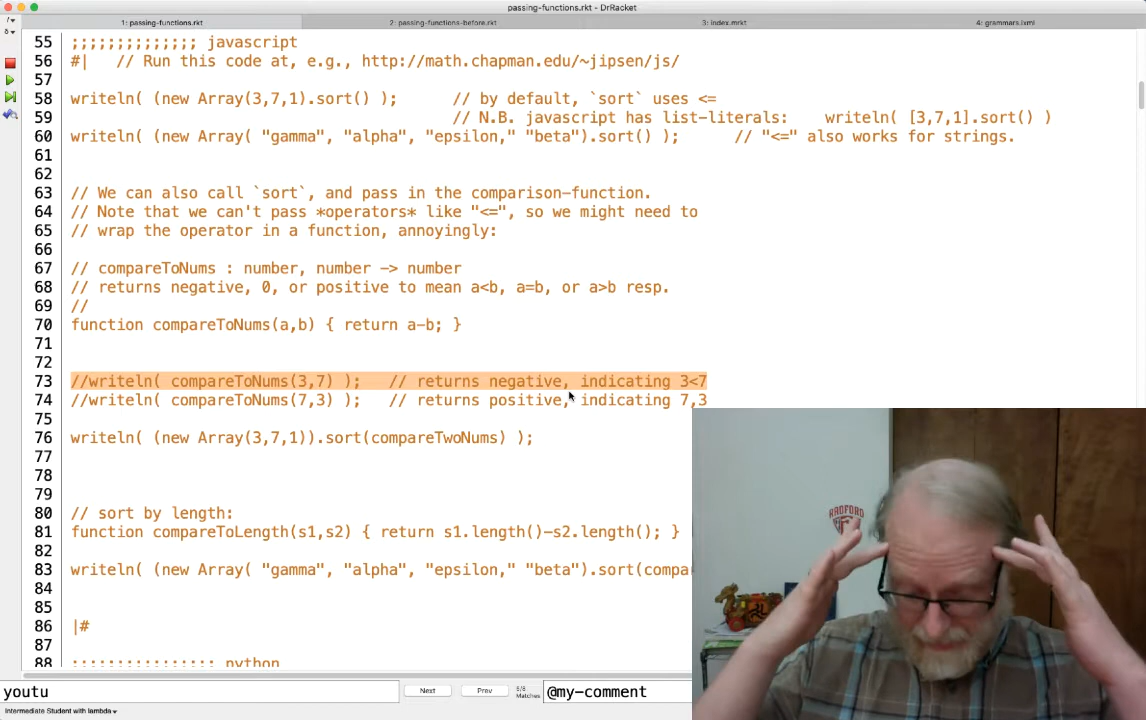 passing-functions.rkt - DrRacket
1: passing-functions.rkt
2: passing-functions-before.rkt
3: index.mrkt
4: grammars.ixml
55 ;;;;;;;;;;;;;; javascript
56 #| // Run this code at, e.g., http://math.chapman.edu/~jipsen/js/
57
58 writeln( (new Array(3,7,1).sort() ); // by default, `sort` uses <=
59 // N.B. javascript has list-literals: writeln( [3,7,1].sort() )
60 writeln( (new Array( "gamma", "alpha", "epsilon," "beta").sort() ); // "<=" also works for strings.
61
62
63 // We can also call `sort`, and pass in the comparison-function.
64 // Note that we can't pass *operators* like "<=", so we might need to
65 // wrap the operator in a function, annoyingly:
66
67 // compareToNums : number, number -> number
68 // returns negative, 0, or positive to mean a<b, a=b, or a>b resp.
69 //
70 function compareToNums(a,b) { return a-b; }
71
72
73 //writeln( compareToNums(3,7) ); // returns negative, indicating 3<7
74 //writeln( compareToNums(7,3) ); // returns positive, indicating 7,3
75
76 writeln( (new Array(3,7,1)).sort(compareTwoNums) );
77
78
79
80 // sort by length:
81 function compareToLength(s1,s2) { return s1.length()-s2.length(); }
82
83 writeln( (new Array( "gamma", "alpha", "epsilon," "beta").sort(compa
84
85
86 |#
87
88 ;;;;;;;;;;;;;;;; python
RADFORD
youtu
Next
Prev
Matches
@my-comment
Intermediate Student with lambda